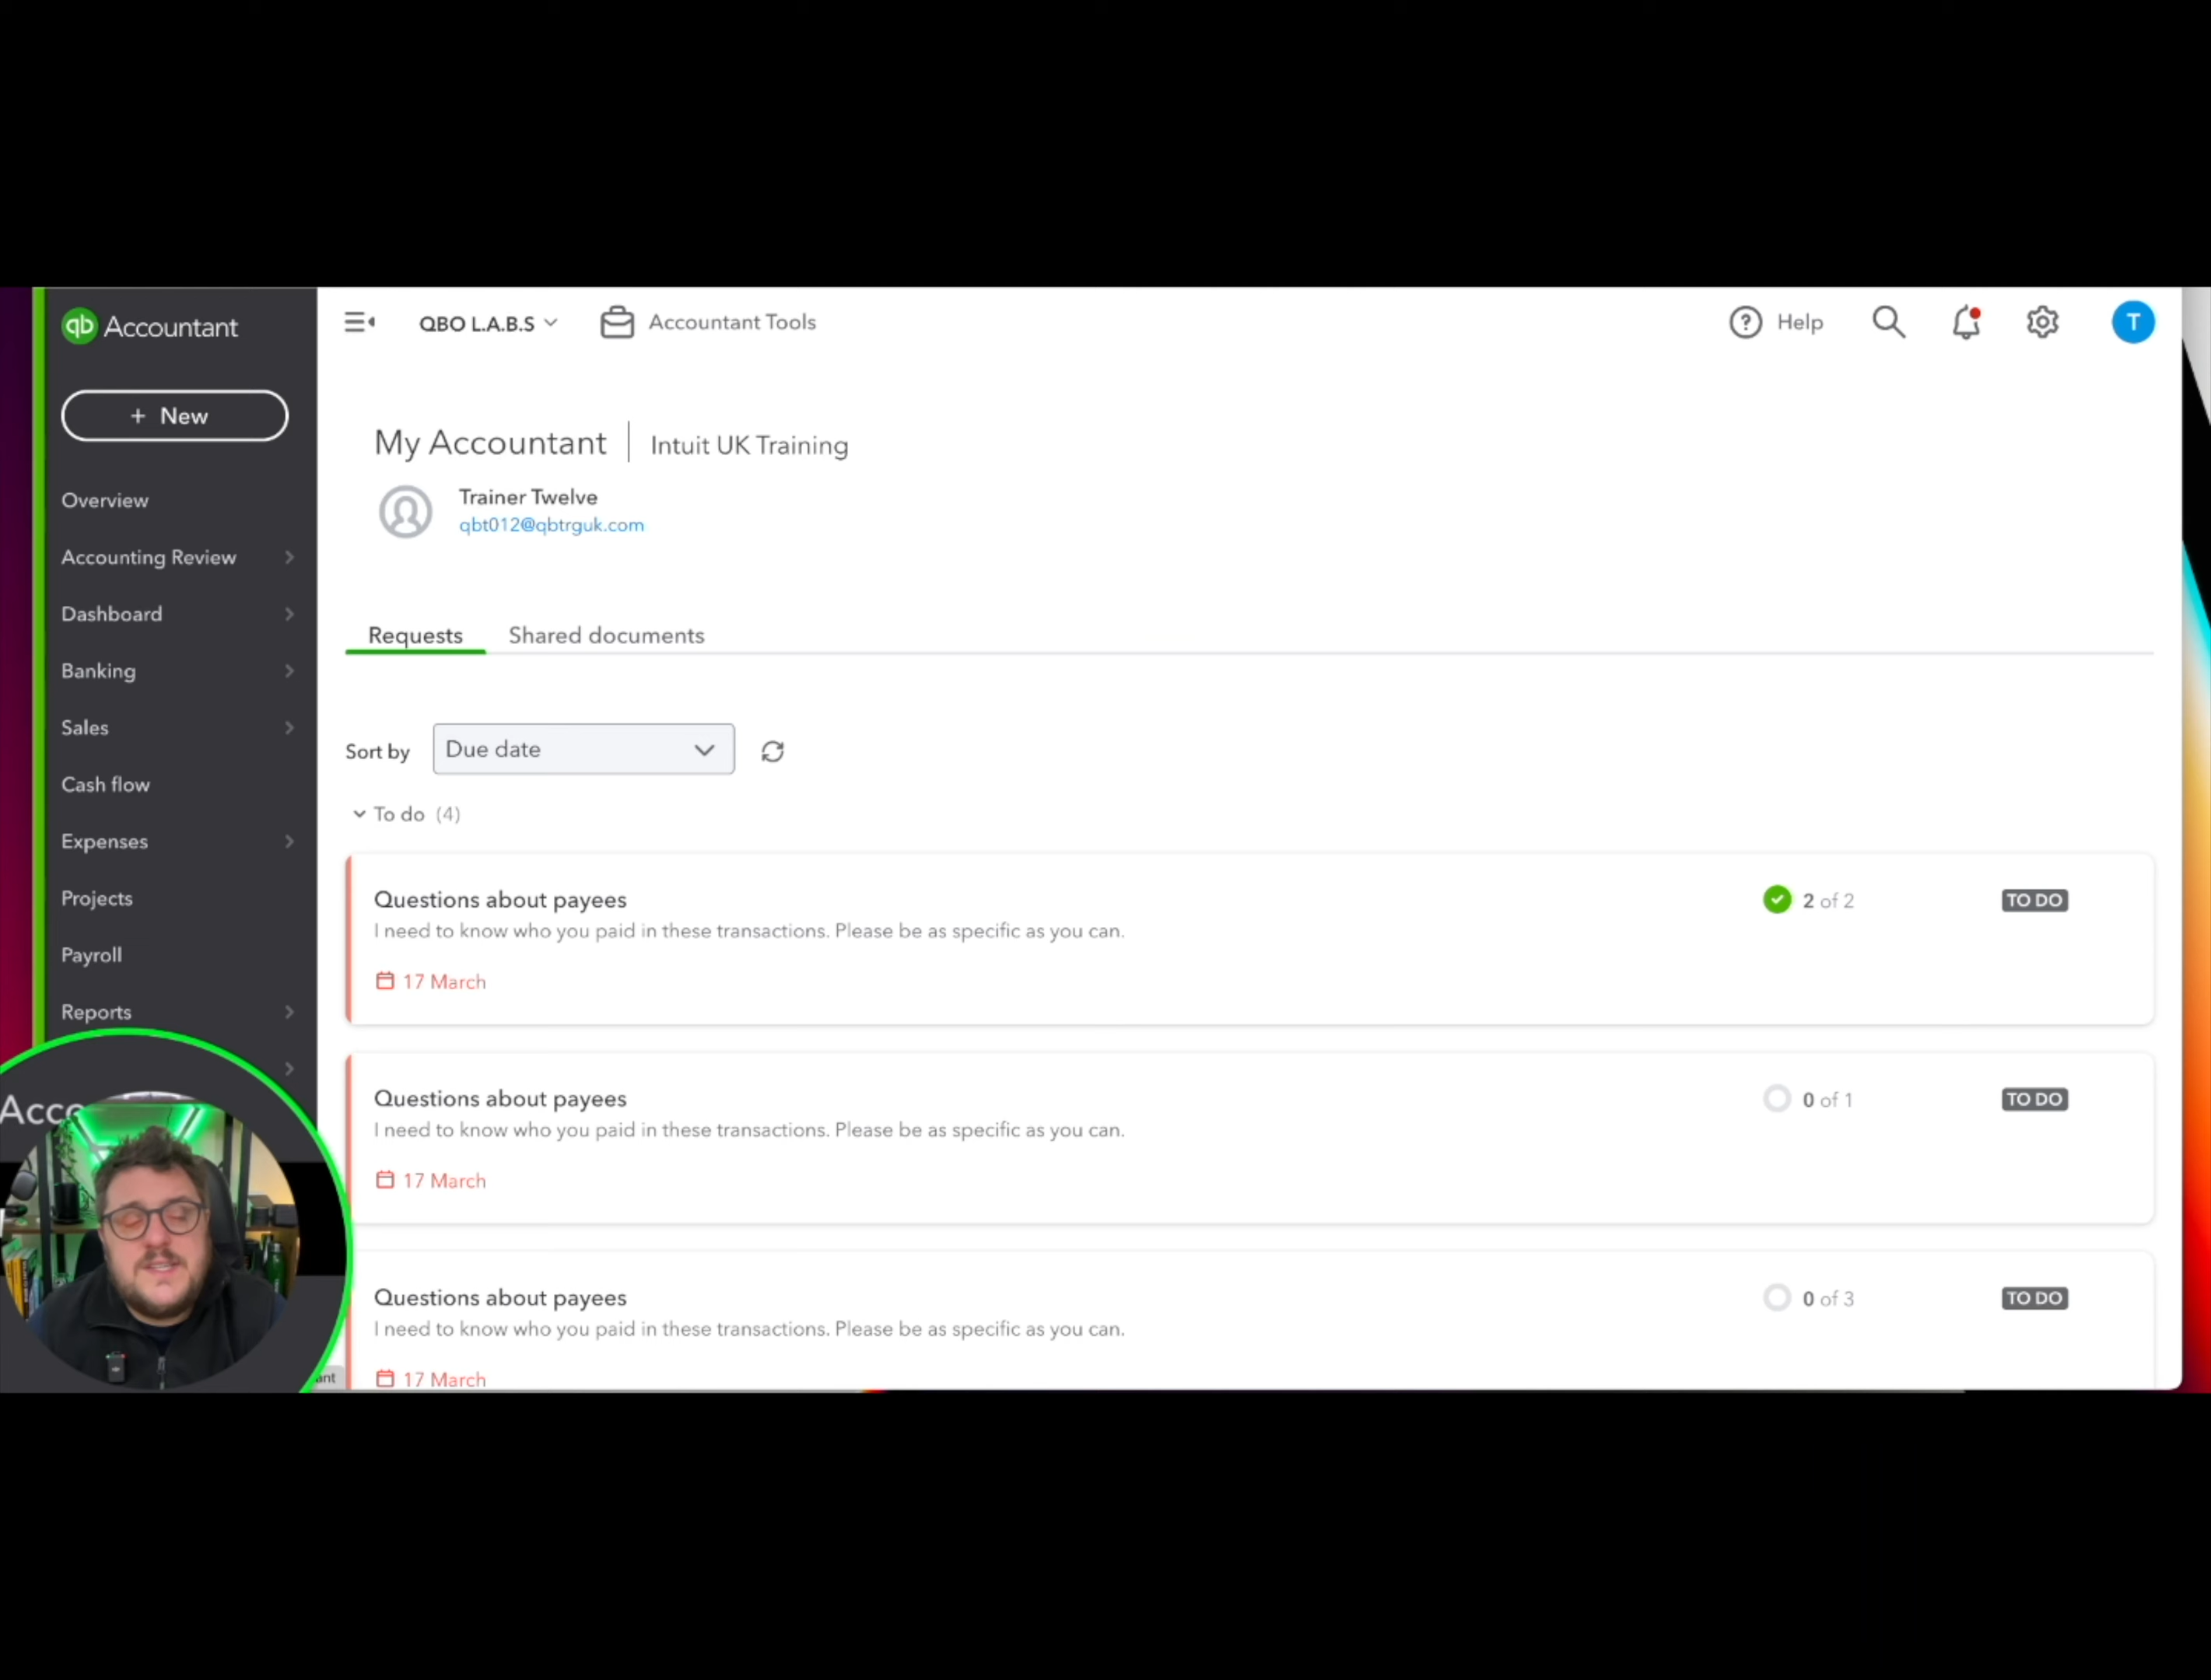 qb Accountant
QBO L.A.B.S
Accountant Tools
Help
T
+ New
My Accountant
Intuit UK Training
Trainer Twelve
qbt012@qbtrguk.com
Overview
Accounting Review
Dashboard
Banking
Sales
Cash flow
Expenses
Projects
Payroll
Reports
Requests
Shared documents
Sort by
Due date
To do (4)
Questions about payees
2 of 2
TO DO
I need to know who you paid in these transactions. Please be as specific as you can.
17 March
Questions about payees
0 of 1
TO DO
I need to know who you paid in these transactions. Please be as specific as you can.
17 March
Questions about payees
0 of 3
TO DO
I need to know who you paid in these transactions. Please be as specific as you can.
17 March